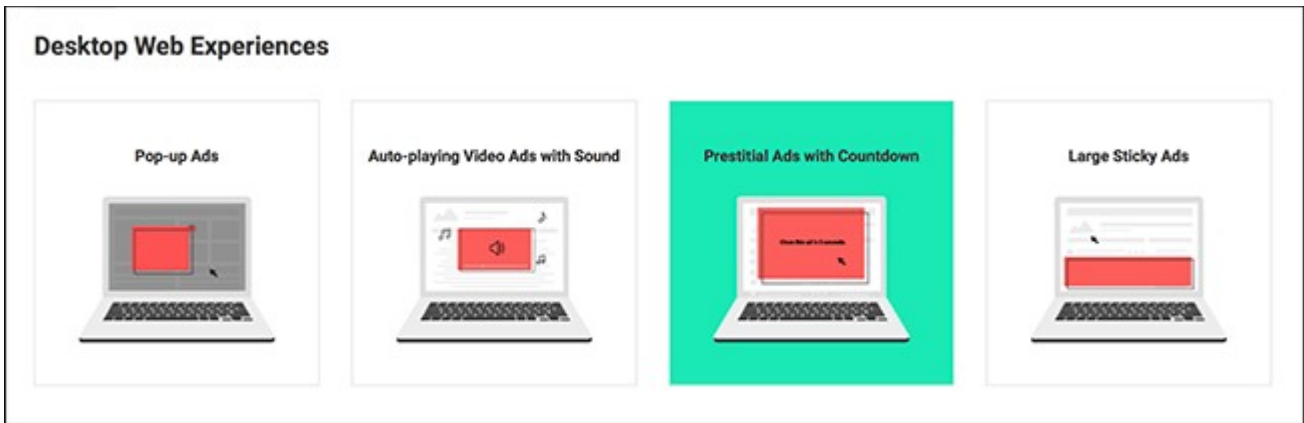 Desktop Web Experiences
Pop-up Ads
Auto-playing Video Ads with Sound
Prestitial Ads with Countdown
Large Sticky Ads